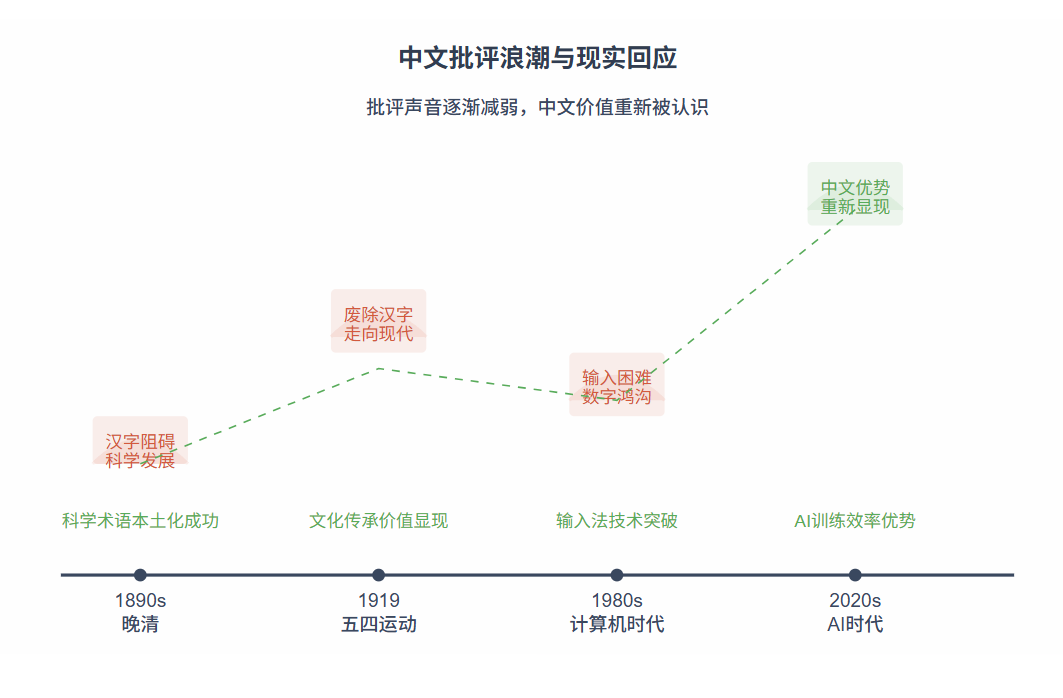 中文批评浪潮与现实回应
批评声音逐渐减弱，中文价值重新被认识
中文优势
重新显现
废除汉字
走向现代
输入困难
数字鸿沟
汉字阻碍
科学发展
科学术语本土化成功
文化传承价值显现
输入法技术突破
AI训练效率优势
1890s
晚清
1919
五四运动
1980s
计算机时代
2020s
AI时代